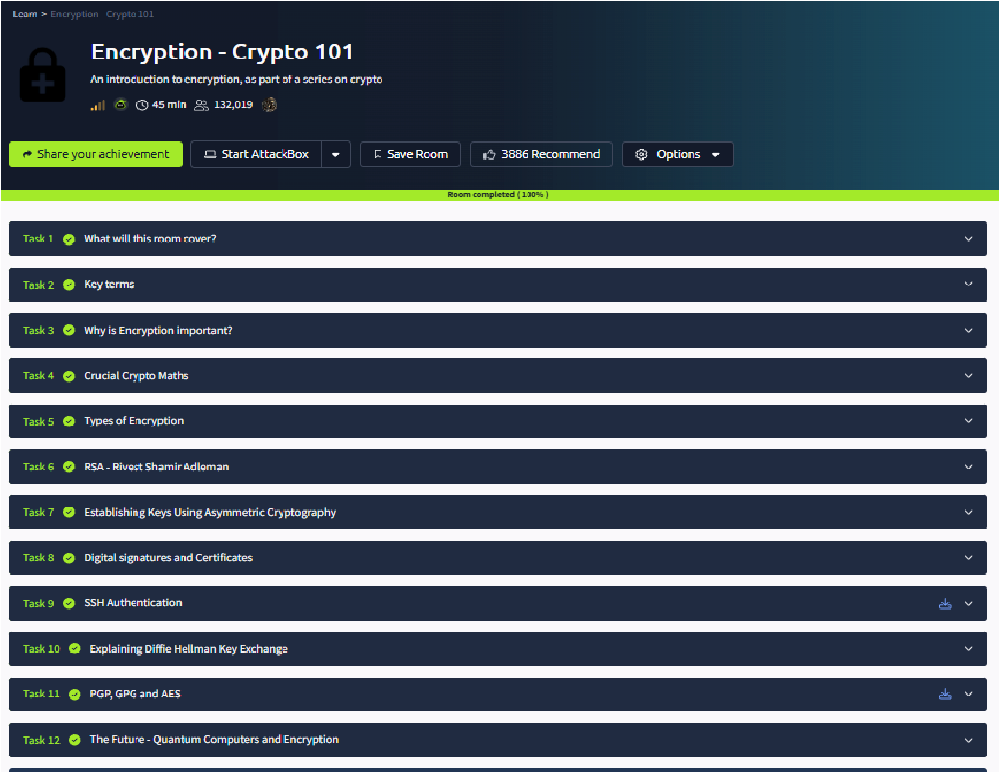 Learn > Encryption - Crypto 101
Encryption - Crypto 101
An introduction to encryption, as part of a series on crypto
45 min 132,019
Share your achievement Start AttackBox Save Room 3886 Recommend Options
Room completed ( 100% )
Task 1 What will this room cover?
Task 2 Key terms
Task 3 Why is Encryption important?
Task 4 Crucial Crypto Maths
Task 5 Types of Encryption
Task 6 RSA - Rivest Shamir Adleman
Task 7 Establishing Keys Using Asymmetric Cryptography
Task 8 Digital signatures and Certificates
Task 9 SSH Authentication
Task 10 Explaining Diffie Hellman Key Exchange
Task 11 PGP, GPG and AES
Task 12 The Future - Quantum Computers and Encryption